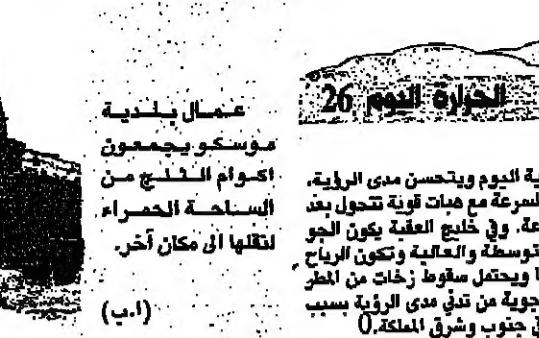 عمال بلدية
موسكو يجمعون
اكوام الثلج من
الساحة الحمراء
لنقلها الى مكان آخر.
(ا.ب)
الحرارة اليوم 26
ية اليوم ويتحسن مدى الرؤية،
لسرعة مع هبات قوية تتحول بعد
عة. وفي خليج العقبة يكون الجو
توسطة والعالية وتكون الرياح
ا ويحتمل سقوط زخات من المطر
جوية من تدني مدى الرؤية بسبب
ي جنوب وشرق المملكة.()